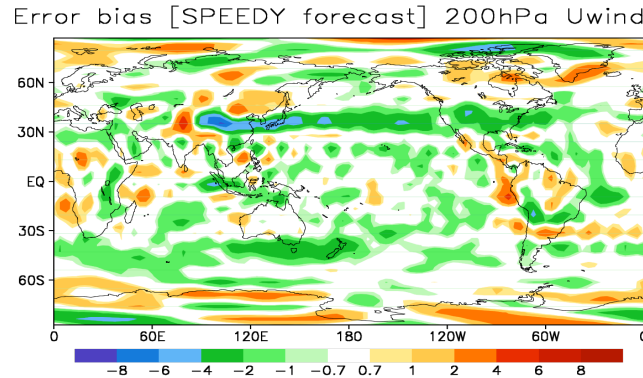 Error bias [SPEEDY forecast] 200hPa Uwind
60N
30N
EQ
30S
60S
0 60E 120E 180 120W 60W 0
−8 −6 −4 −2 −1 −0.7 0.7 1 2 4 6 8